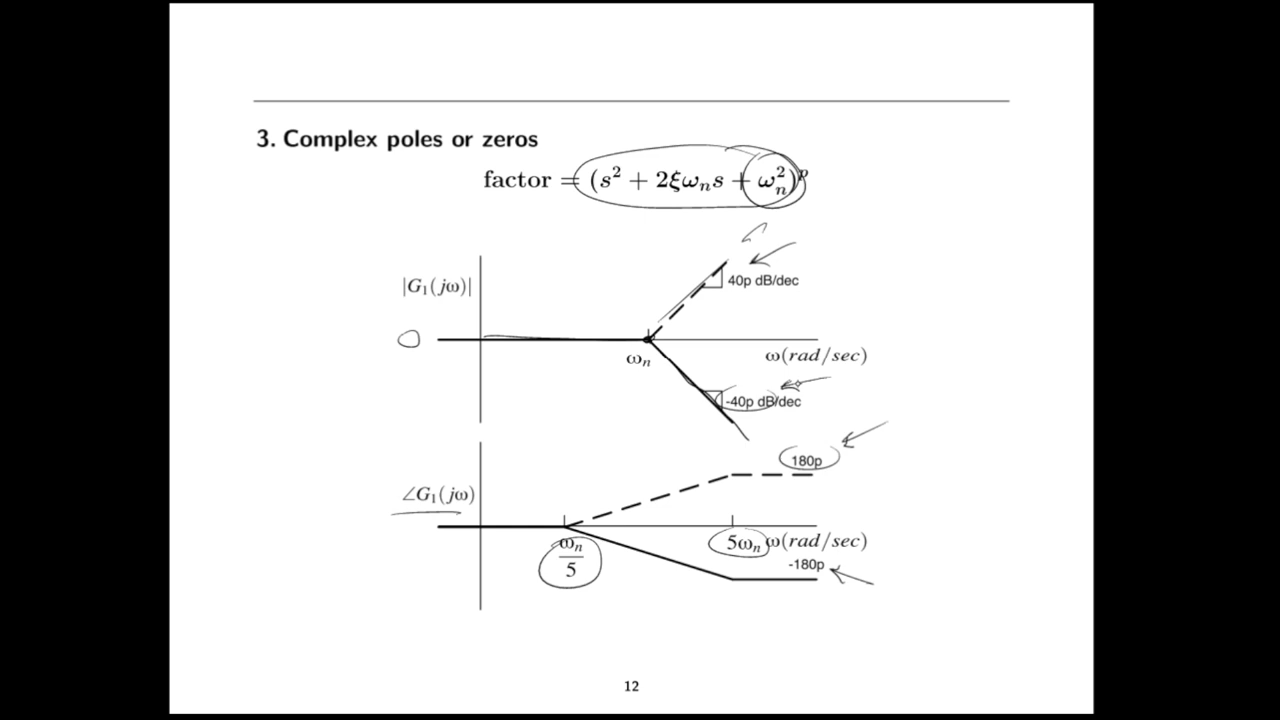 3. Complex poles or zeros
factor = (s² + 2ξωₙs + ωₙ²)ᵖ
|G₁(jω)|
40p dB/dec
0
ωₙ
ω(rad/sec)
-40p dB/dec
180p
∠G₁(jω)
ωₙ/5
5ωₙ
ω(rad/sec)
-180p
12